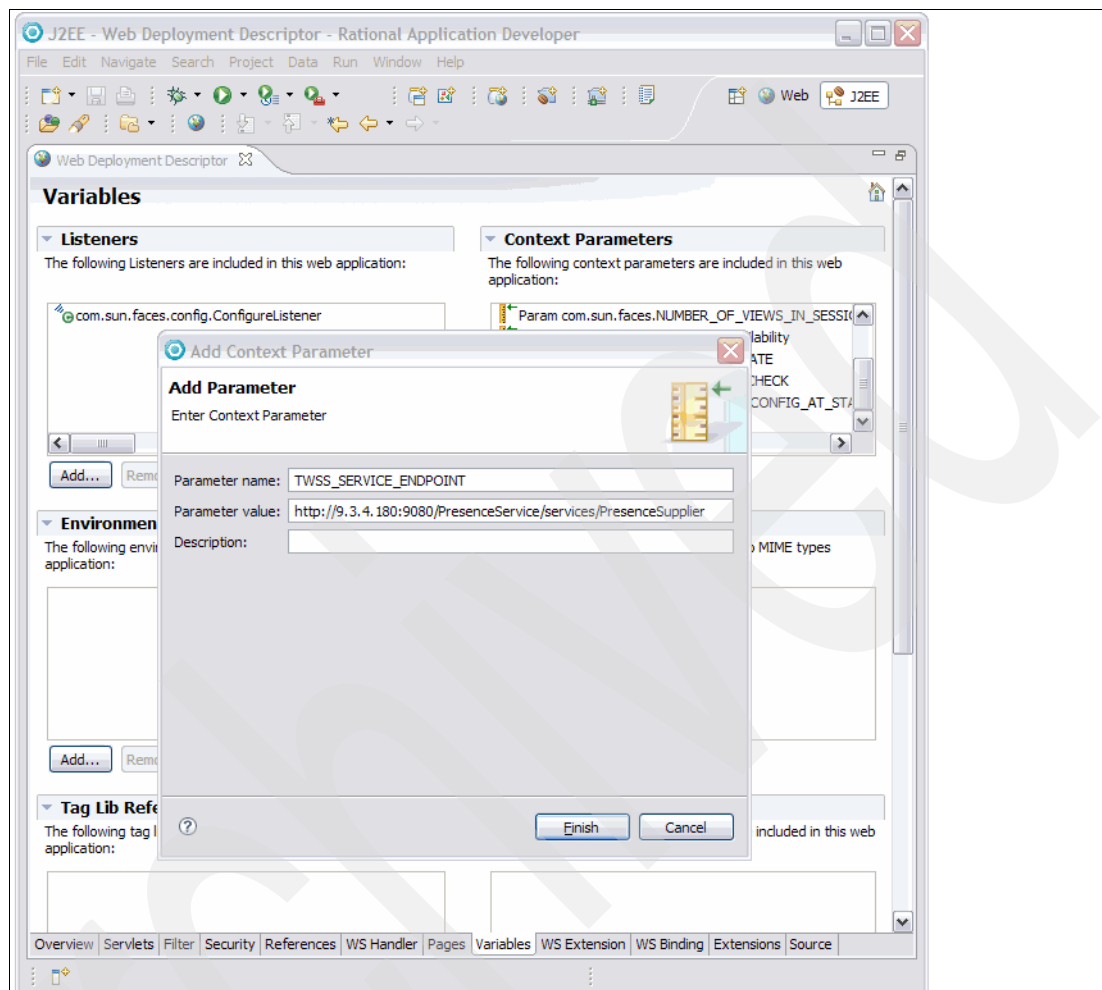 J2EE - Web Deployment Descriptor - Rational Application Developer
File Edit Navigate Search Project Data Run Window Help
Web J2EE
Web Deployment Descriptor
Variables
Listeners
The following Listeners are included in this web application:
com.sun.faces.config.ConfigureListener
Context Parameters
The following context parameters are included in this web
application:
Param com.sun.faces.NUMBER_OF_VIEWS_IN_SESSI
ilability
ATE
CHECK
CONFIG_AT_STA
Add Context Parameter
Add Parameter
Enter Context Parameter
Parameter name: TWSS_SERVICE_ENDPOINT
Parameter value: http://9.3.4.180:9080/PresenceService/services/PresenceSupplier
Description:
Finish Cancel
Add... Remo
Environmen
The following envi
application:
MIME types
Add... Remo
Tag Lib Refe
The following tag l
application:
included in this web
Overview Servlets Filter Security References WS Handler Pages Variables WS Extension WS Binding Extensions Source